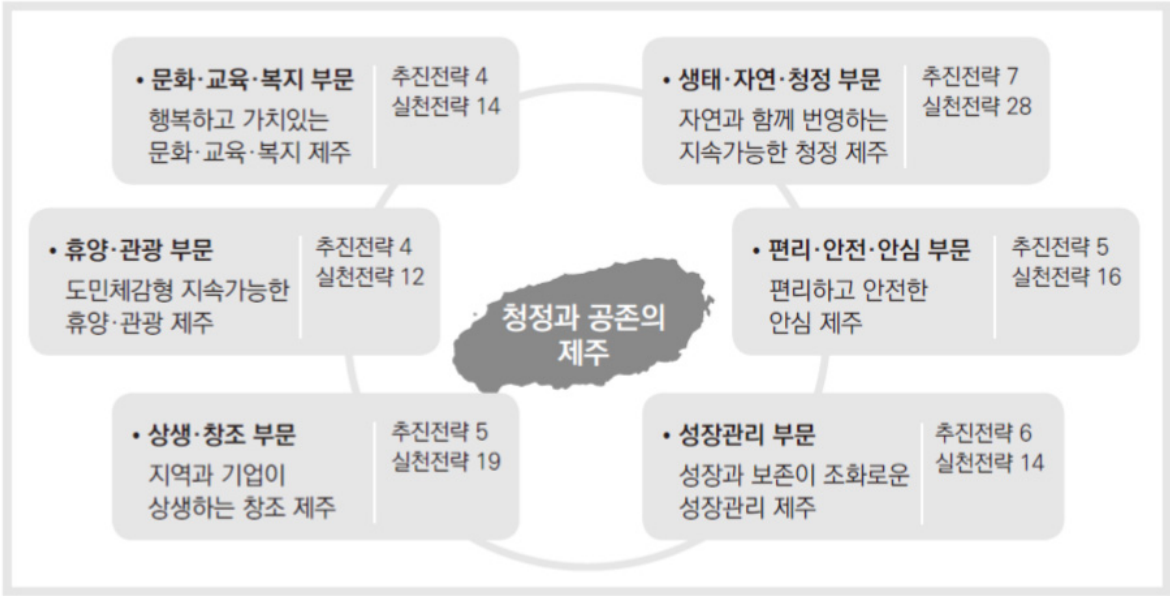 • 문화·교육·복지 부문
행복하고 가치있는
문화·교육·복지 제주
추진전략 4
실천전략 14
• 생태·자연·청정 부문
자연과 함께 번영하는
지속가능한 청정 제주
추진전략 7
실천전략 28
• 휴양·관광 부문
도민체감형 지속가능한
휴양·관광 제주
추진전략 4
실천전략 12
청정과 공존의
제주
• 편리·안전·안심 부문
편리하고 안전한
안심 제주
추진전략 5
실천전략 16
• 상생·창조 부문
지역과 기업이
상생하는 창조 제주
추진전략 5
실천전략 19
• 성장관리 부문
성장과 보존이 조화로운
성장관리 제주
추진전략 6
실천전략 14